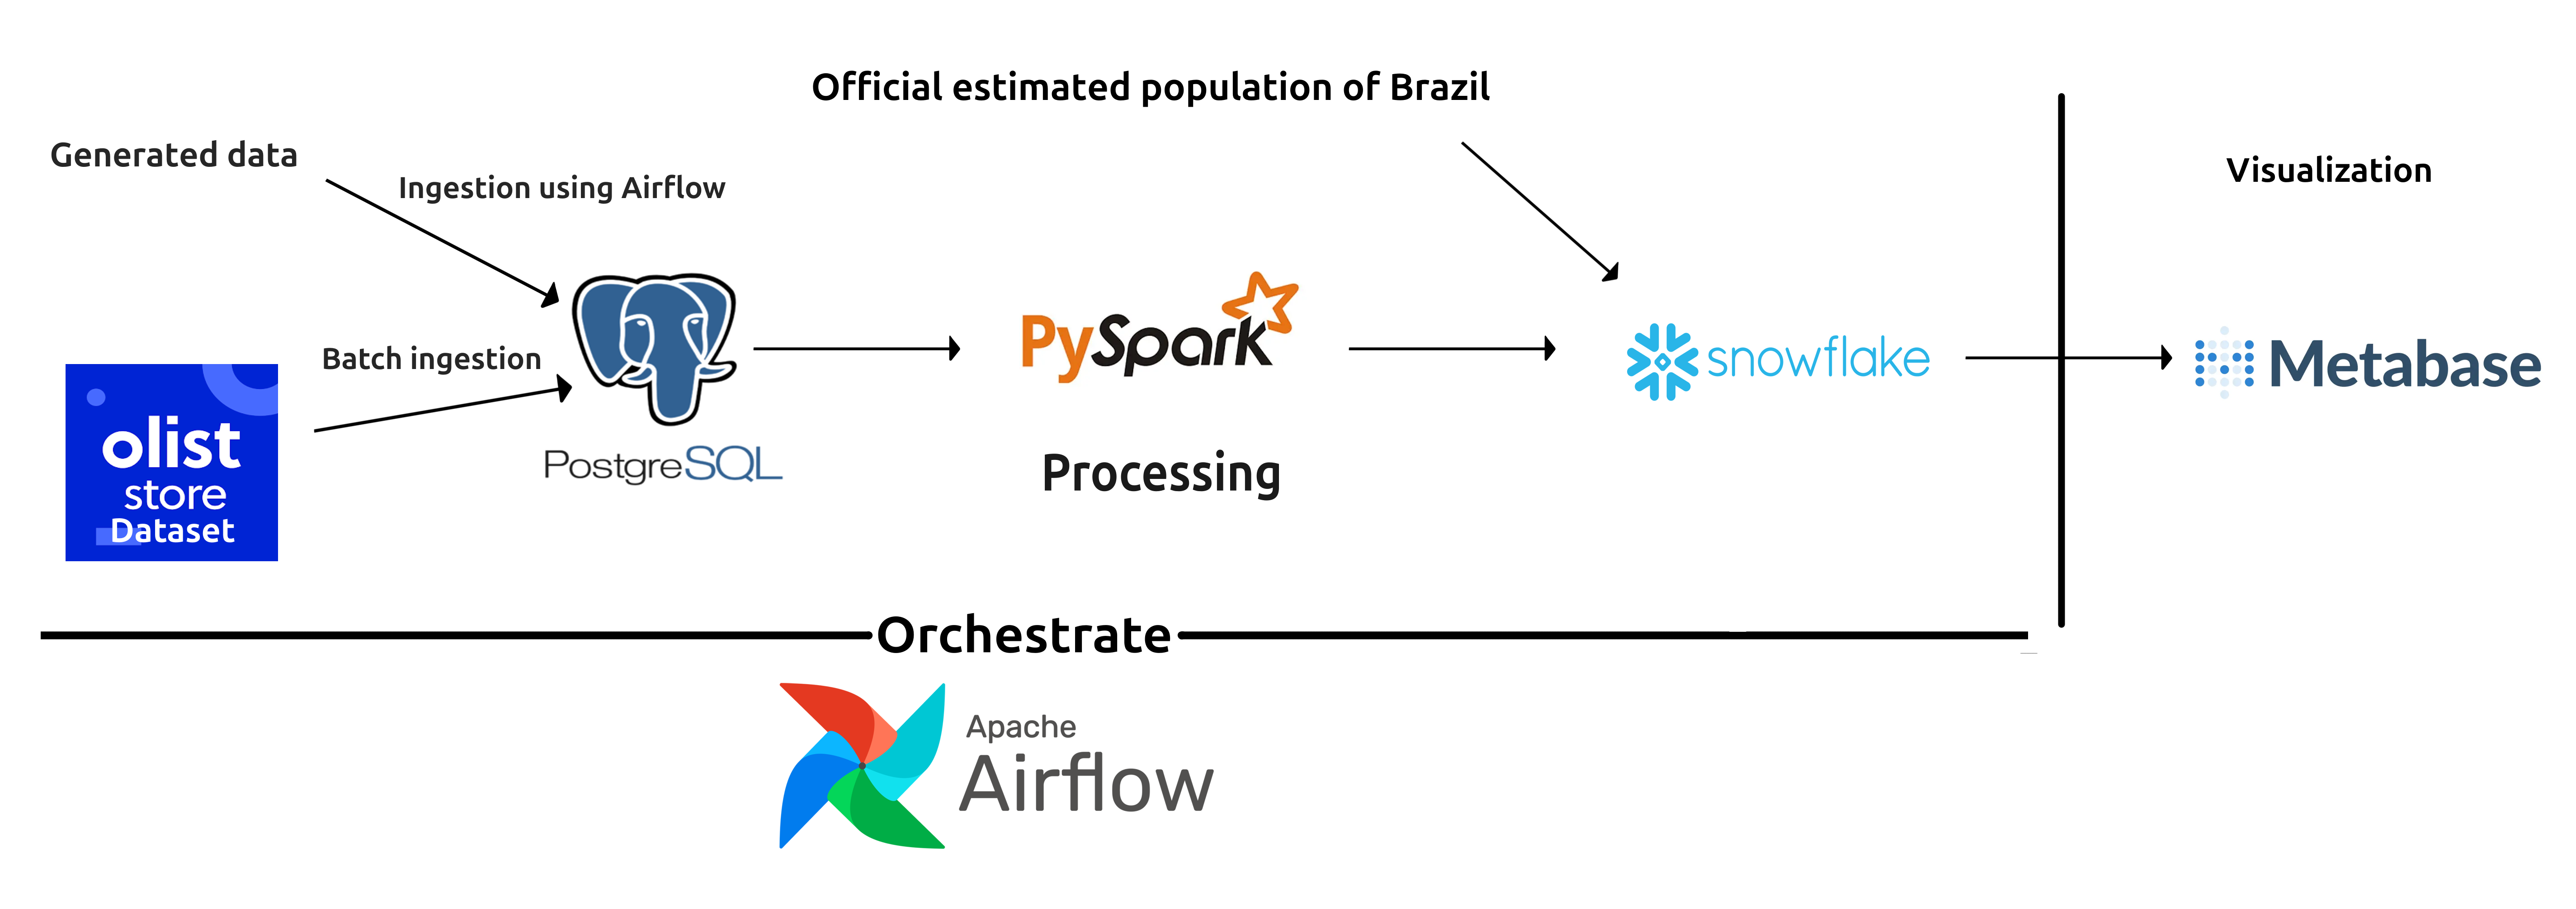 Official estimated population of Brazil
Generated data
Ingestion using Airflow
Visualization
Batch ingestion
olist
store
Dataset
PostgreSQL
PySpark
Processing
snowflake
Metabase
Orchestrate
Apache
Airflow